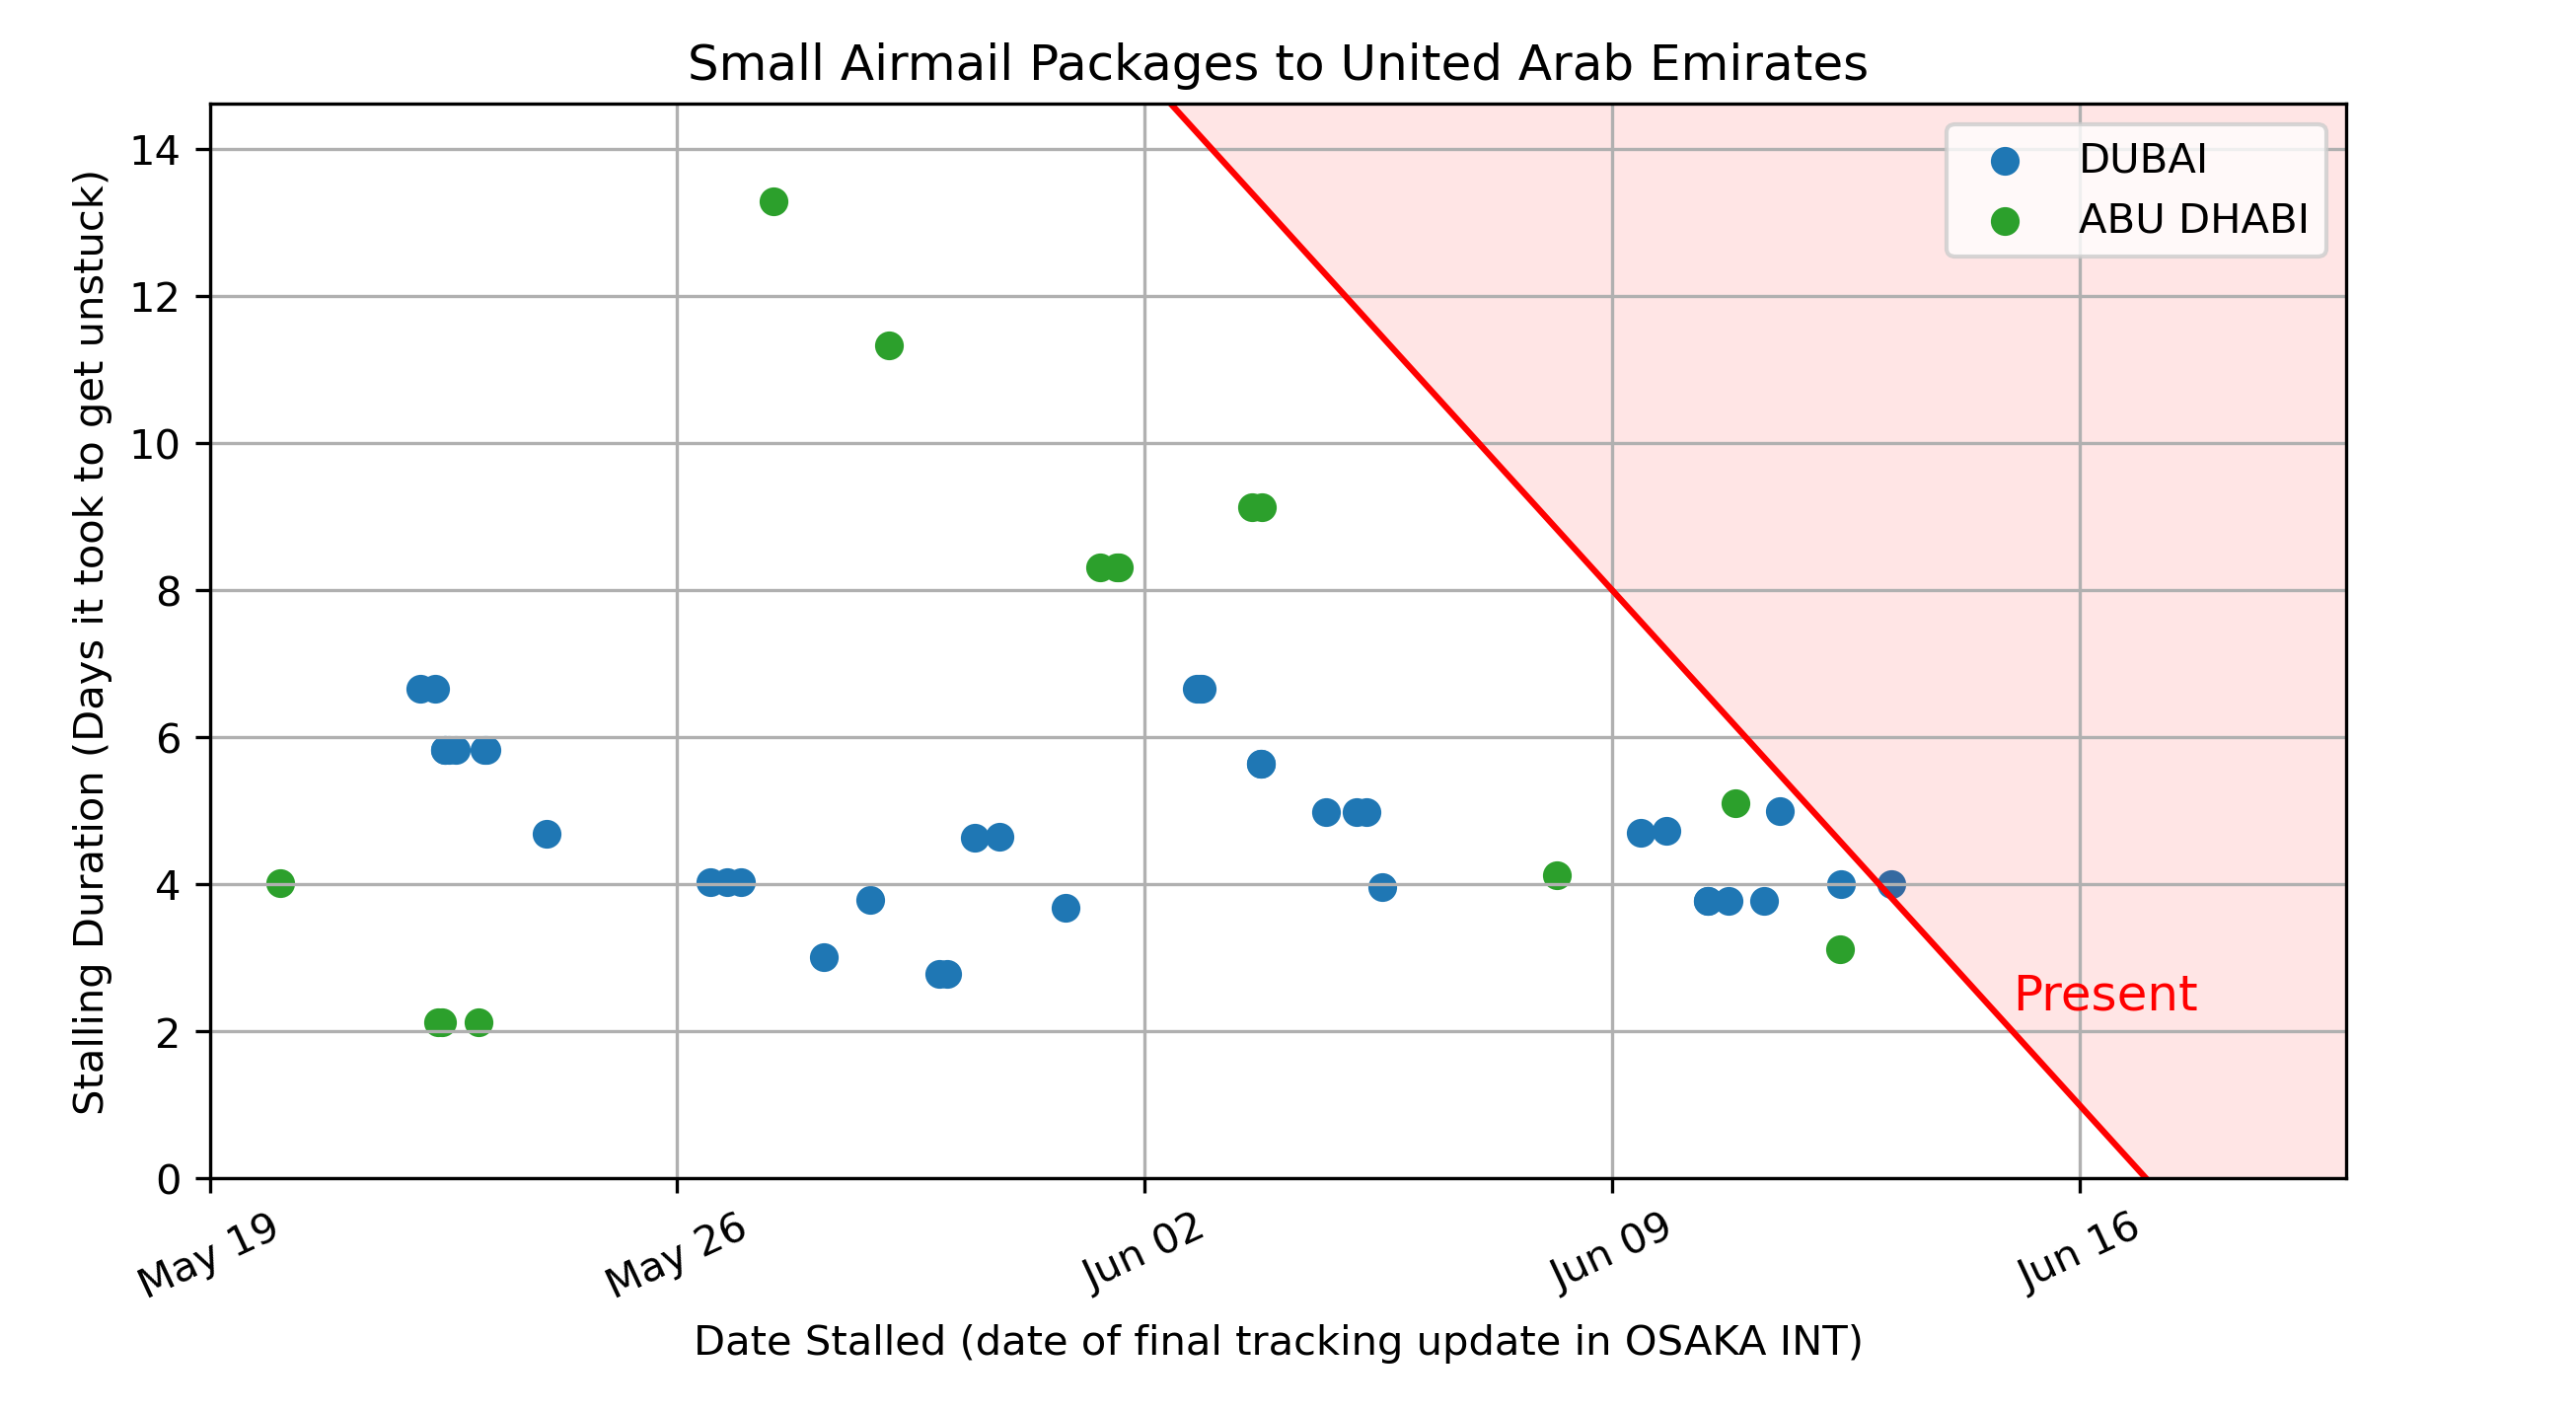 Small Airmail Packages to United Arab Emirates
Stalling Duration (Days it took to get unstuck)
14
12
10
8
6
4
2
0
DUBAI
ABU DHABI
Present
May 19
May 26
Jun 02
Jun 09
Jun 16
Date Stalled (date of final tracking update in OSAKA INT)